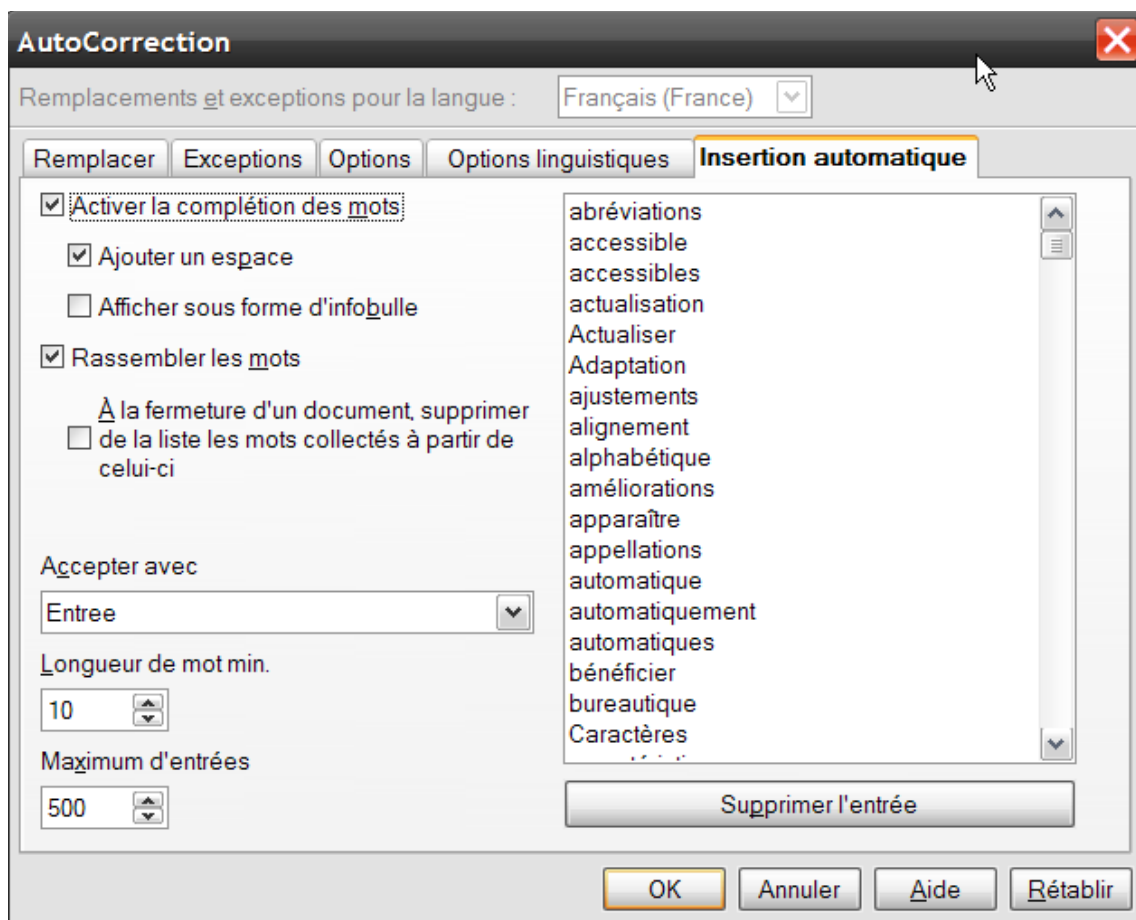 AutoCorrection
Remplacements et exceptions pour la langue :
Français (France)
Remplacer
Exceptions
Options
Options linguistiques
Insertion automatique
Activer la complétion des mots
Ajouter un espace
Afficher sous forme d'infobulle
Rassembler les mots
À la fermeture d'un document, supprimer
de la liste les mots collectés à partir de
celui-ci
Accepter avec
Entree
Longueur de mot min.
10
Maximum d'entrées
500
abréviations
accessible
accessibles
actualisation
Actualiser
Adaptation
ajustements
alignement
alphabétique
améliorations
apparaître
appellations
automatique
automatiquement
automatiques
bénéficier
bureautique
Caractères
Supprimer l'entrée
OK
Annuler
Aide
Rétablir